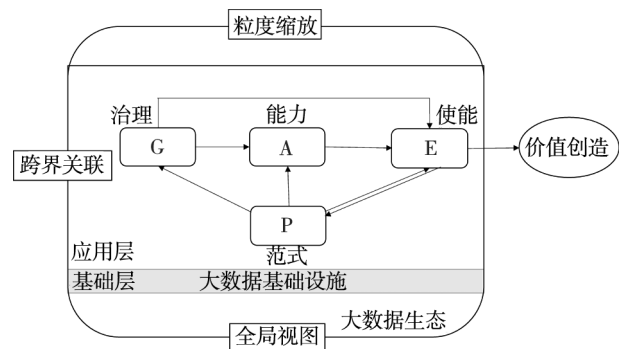 粒度缩放
治理
能力
使能
G
A
E
价值创造
跨界关联
P
范式
应用层
基础层
大数据基础设施
大数据生态
全局视图